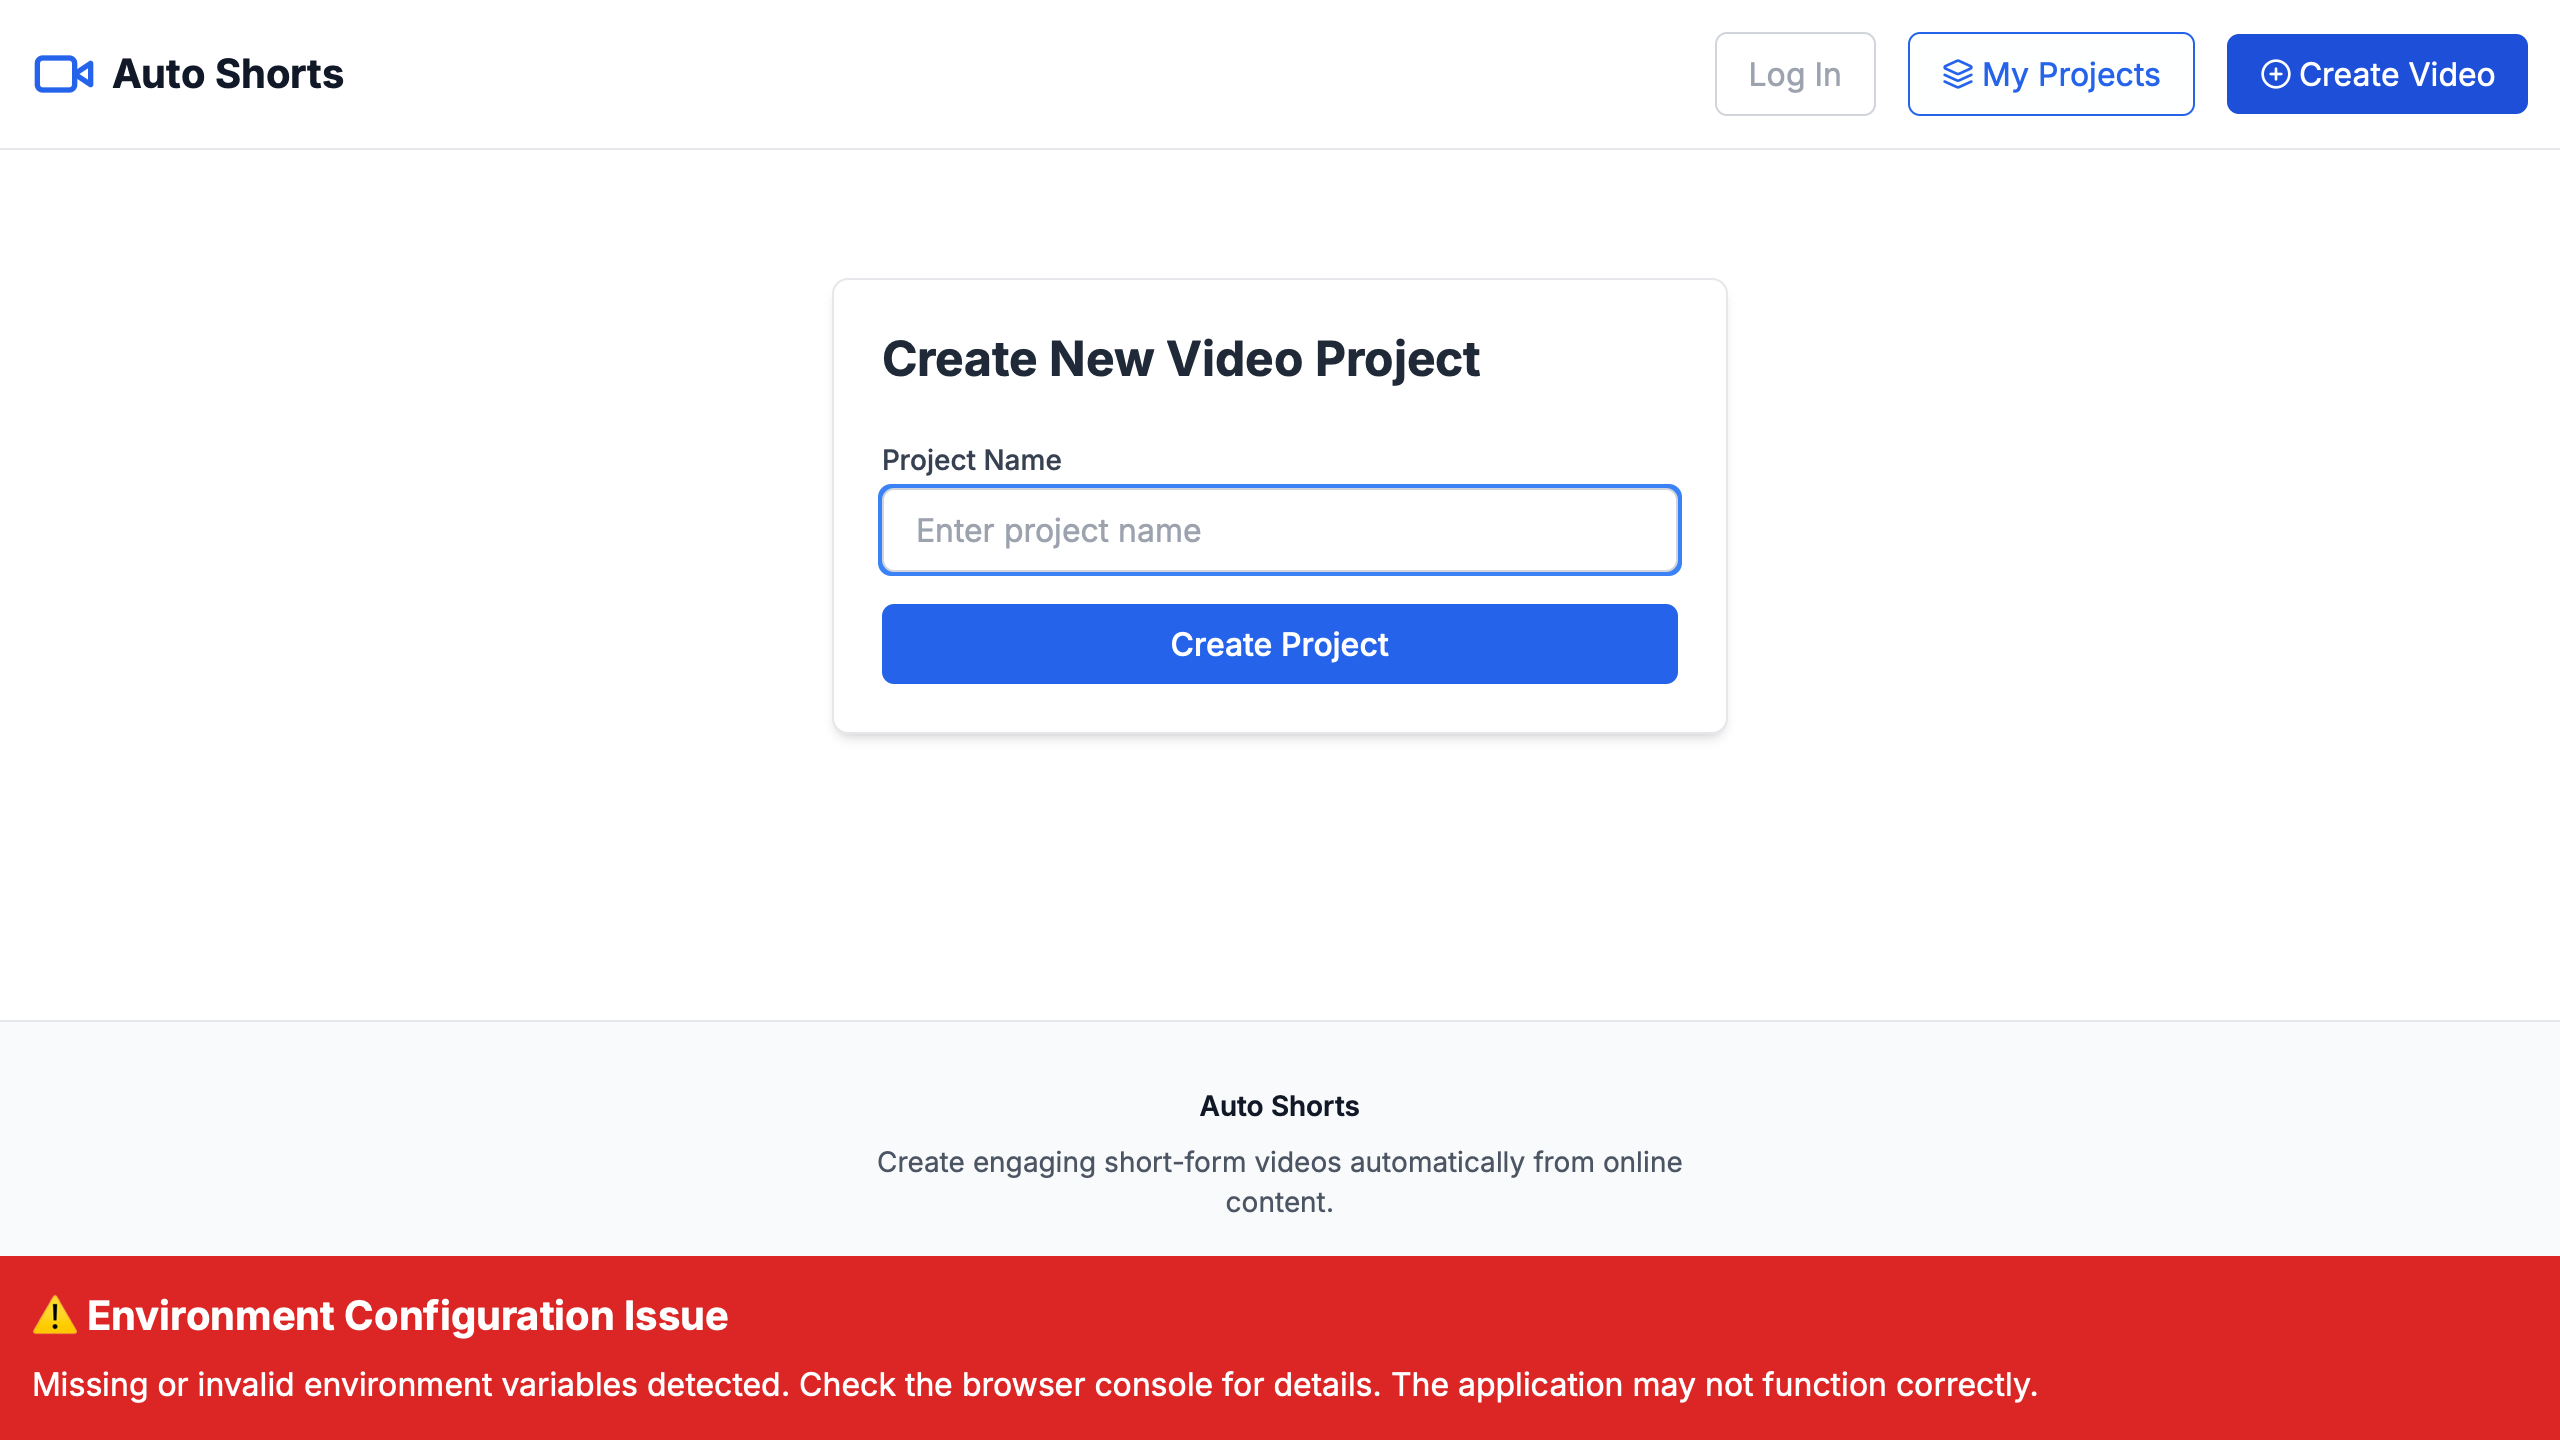 Auto Shorts
Log In
My Projects
Create Video
Create New Video Project
Project Name
Enter project name
Create Project
Auto Shorts
Create engaging short-form videos automatically from online
content.
⚠️ Environment Configuration Issue
Missing or invalid environment variables detected. Check the browser console for details. The application may not function correctly.